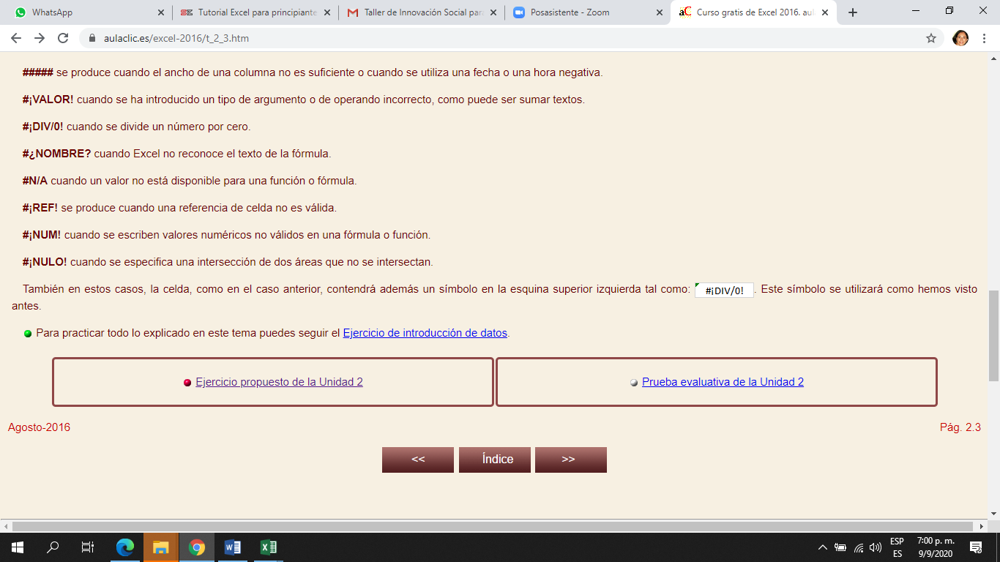 WhatsApp
Tutorial Excel para principiante
Taller de Innovación Social para
Posasistente - Zoom
aC Curso gratis de Excel 2016. aul
aulaclic.es/excel-2016/t_2_3.htm
##### se produce cuando el ancho de una columna no es suficiente o cuando se utiliza una fecha o una hora negativa.
#¡VALOR! cuando se ha introducido un tipo de argumento o de operando incorrecto, como puede ser sumar textos.
#¡DIV/0! cuando se divide un número por cero.
#¿NOMBRE? cuando Excel no reconoce el texto de la fórmula.
#N/A cuando un valor no está disponible para una función o fórmula.
#¡REF! se produce cuando una referencia de celda no es válida.
#¡NUM! cuando se escriben valores numéricos no válidos en una fórmula o función.
#¡NULO! cuando se especifica una intersección de dos áreas que no se intersectan.
También en estos casos, la celda, como en el caso anterior, contendrá además un símbolo en la esquina superior izquierda tal como: #¡DIV/0! . Este símbolo se utilizará como hemos visto
antes.
Para practicar todo lo explicado en este tema puedes seguir el Ejercicio de introducción de datos.
Ejercicio propuesto de la Unidad 2
Prueba evaluativa de la Unidad 2
Agosto-2016
Pág. 2.3
<< Índice >>
ESP
ES
7:00 p. m.
9/9/2020